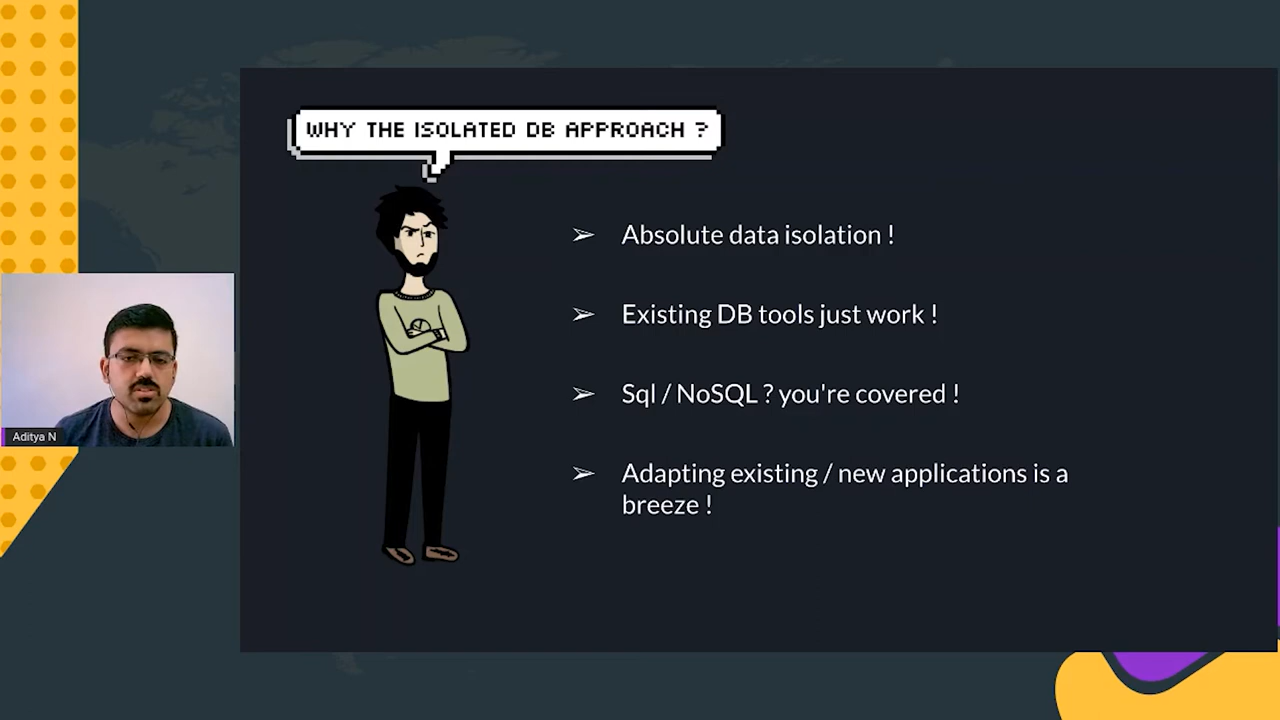 WHY THE ISOLATED DB APPROACH ?
➢ Absolute data isolation !
➢ Existing DB tools just work !
➢ Sql / NoSQL ? you're covered !
➢ Adapting existing / new applications is a
breeze !
Aditya N